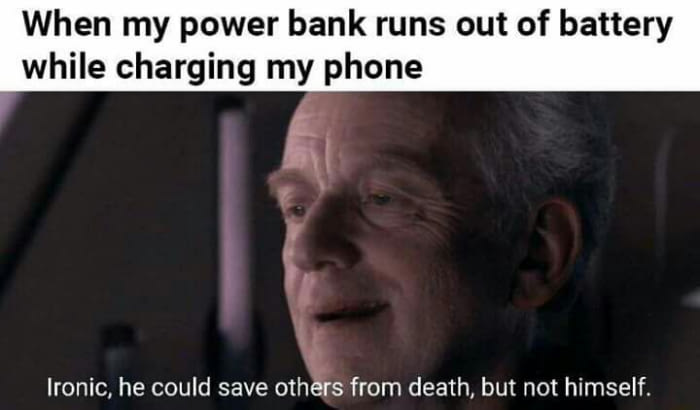 When my power bank runs out of battery
while charging my phone
Ironic, he could save others from death, but not himself.